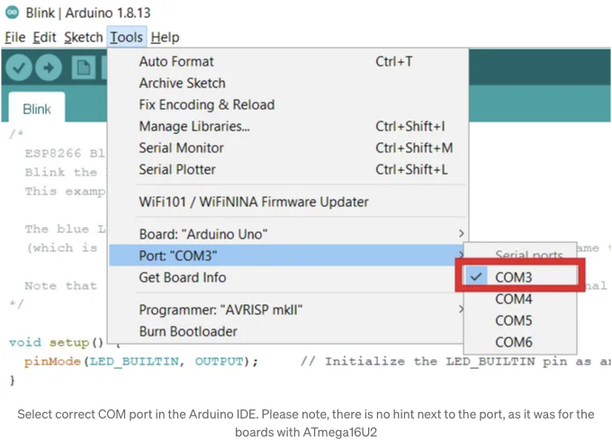 Blink | Arduino 1.8.13
File Edit Sketch Tools Help
Auto Format Ctrl+T
Archive Sketch
Fix Encoding & Reload
Manage Libraries... Ctrl+Shift+I
Serial Monitor Ctrl+Shift+M
Serial Plotter Ctrl+Shift+L
WiFi101 / WiFiNINA Firmware Updater
Board: "Arduino Uno"
Port: "COM3"
Get Board Info
Programmer: "AVRISP mkII"
Burn Bootloader
Serial ports
COM3
COM4
COM5
COM6
Blink
/*
ESP8266 Bl
Blink the
This examp
The blue L
(which is
Note that
*/
void setup() {
pinMode(LED_BUILTIN, OUTPUT); // Initialize the LED_BUILTIN pin as an
}
Select correct COM port in the Arduino IDE. Please note, there is no hint next to the port, as it was for the
boards with ATmega16U2